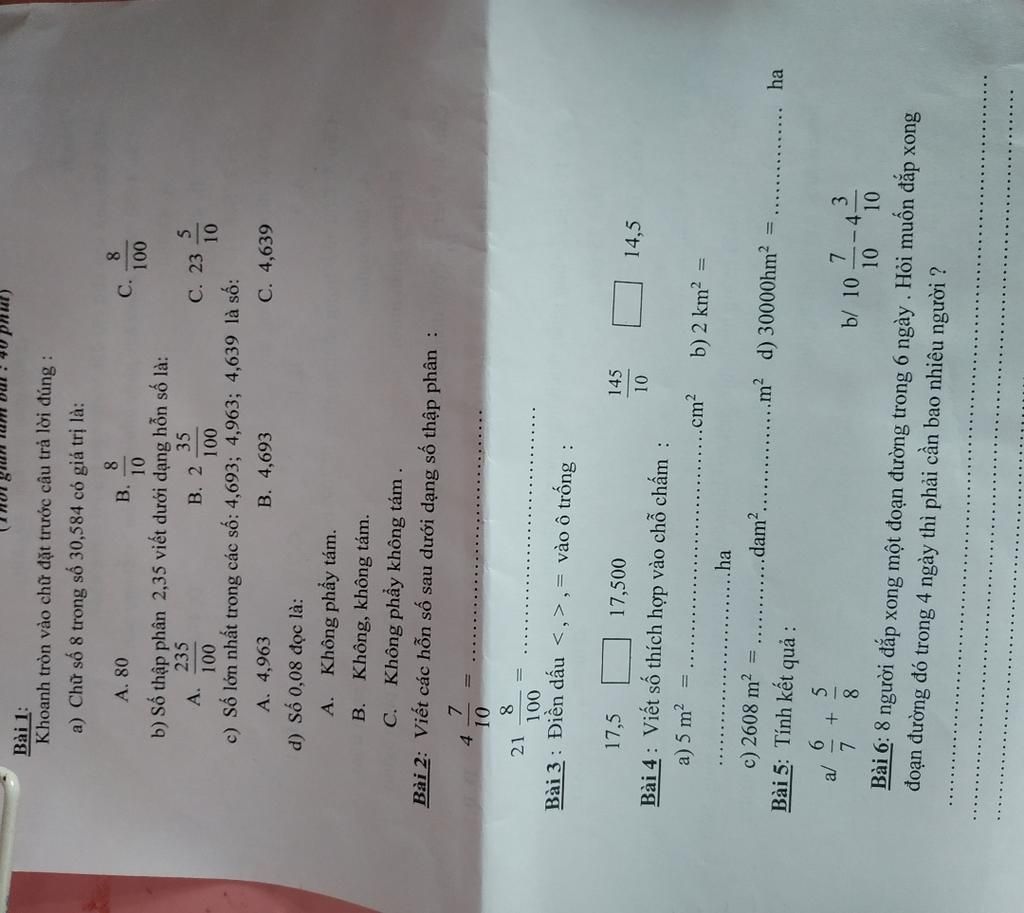 (Thời gian làm bài : 40 phút)
Bài 1:
Khoanh tròn vào chữ đặt trước câu trả lời đúng :
a) Chữ số 8 trong số 30,584 có giá trị là:
A. 80 B. 8/10 C. 8/100
b) Số thập phân 2,35 viết dưới dạng hỗn số là:
A. 235/100 B. 2 35/100 C. 23 5/10
c) Số lớn nhất trong các số: 4,693; 4,963; 4,639 là số:
A. 4,963 B. 4,693 C. 4,639
d) Số 0,08 đọc là:
A. Không phẩy tám.
B. Không, không tám.
C. Không phẩy không tám .
Bài 2: Viết các hỗn số sau dưới dạng số thập phân :
4 7/10 = ........................................
21 8/100 = ........................................
Bài 3 : Điền dấu < , > , = vào ô trống :
17,5 □ 17,500 145/10 □ 14,5
Bài 4 : Viết số thích hợp vào chỗ chấm :
a) 5 m² = ..............................cm² b) 2 km² =
.........................ha
c) 2608 m² = ............dam²...............m² d) 30000hm² = .............. ha
Bài 5: Tính kết quả :
a/ 6/7 + 5/8 b/ 10 7/10 – 4 3/10
Bài 6: 8 người đắp xong một đoạn đường trong 6 ngày . Hỏi muốn đắp xong
đoạn đường đó trong 4 ngày thì phải cần bao nhiêu người ?